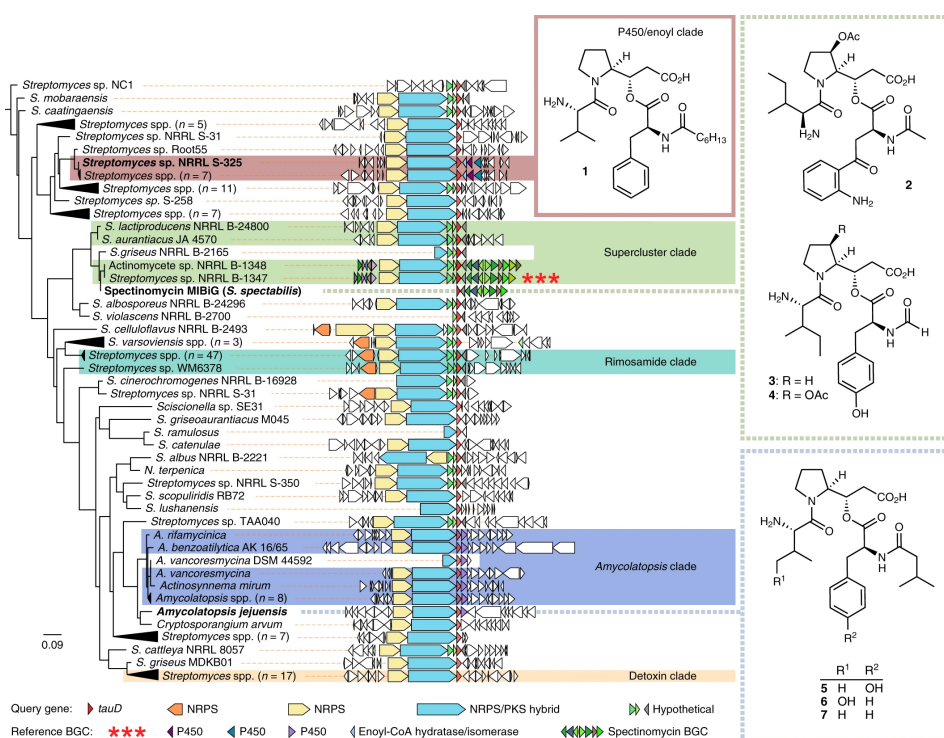 Streptomyces sp. NC1
S. mobaraensis
S. caatingaensis
Streptomyces spp. (n = 5)
Streptomyces sp. NRRL S-31
Streptomyces sp. Root55
Streptomyces sp. NRRL S-325
Streptomyces spp. (n = 7)
Streptomyces spp. (n = 11)
Streptomyces sp. S-258
Streptomyces spp. (n = 7)
S. lactiproducens NRRL B-24800
S. aurantiacus JA 4570
S.griseus NRRL B-2165
Actinomycete sp. NRRL B-1348
Streptomyces sp. NRRL B-1347
***
Spectinomycin MIBiG (S. spectabilis)
Supercluster clade
S. albosporeus NRRL B-24296
S. violascens NRRL B-2700
S. celluloflavus NRRL B-2493
S. varsoviensis spp. (n = 3)
Streptomyces spp. (n = 47)
Streptomyces sp. WM6378
Rimosamide clade
S. cinerochromogenes NRRL B-16928
Streptomyces sp. NRRL S-31
Sciscionella sp. SE31
S. griseoaurantiacus M045
S. ramulosus
S. catenulae
S. albus NRRL B-2221
N. terpenica
Streptomyces sp. NRRL S-350
S. scopuliridis RB72
S. lushanensis
Streptomyces sp. TAA040
A. rifamycinica
A. benzoatilytica AK 16/65
A. vancoresmycina DSM 44592
A. vancoresmycina
Actinosynnema mirum
Amycolatopsis spp. (n = 8)
Amycolatopsis clade
Amycolatopsis jejuensis
Cryptosporangium arvum
Streptomyces spp. (n = 7)
S. cattleya NRRL 8057
S. griseus MDKB01
Streptomyces spp. (n = 17)
Detoxin clade
0.09
P450/enoyl clade
H
N
CO₂H
O
O
O
H₂N
N
H
O
C₆H₁₃
1
OAc
H
N
CO₂H
O
O
O
H₂N
N
H
O
O
NH₂
2
R
H
N
CO₂H
O
O
O
H₂N
N
H
O
H
OH
3: R = H
4: R = OAc
H
N
CO₂H
H₂N
O
O
O
R¹
N
H
O
R²
R¹ R²
5 H OH
6 OH H
7 H H
Query gene: tauD NRPS NRPS NRPS/PKS hybrid Hypothetical
Reference BGC: *** P450 P450 P450 Enoyl-CoA hydratase/isomerase Spectinomycin BGC